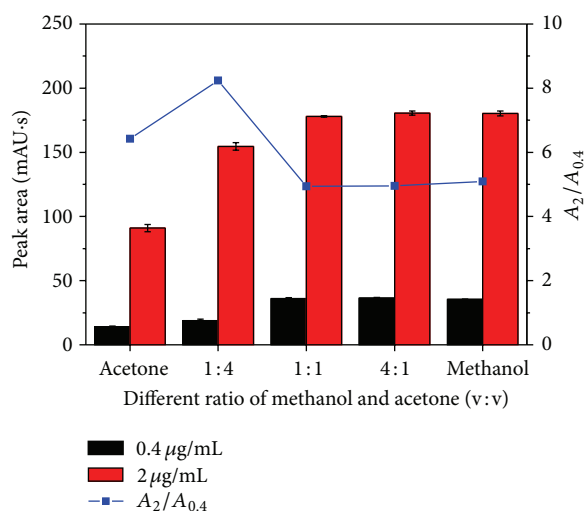 250
200
150
100
50
0
Peak area (mAU·s)
10
8
6
4
2
0
A2/A0.4
Acetone 1:4 1:1 4:1 Methanol
Different ratio of methanol and acetone (v:v)
0.4 μg/mL
2 μg/mL
A2/A0.4